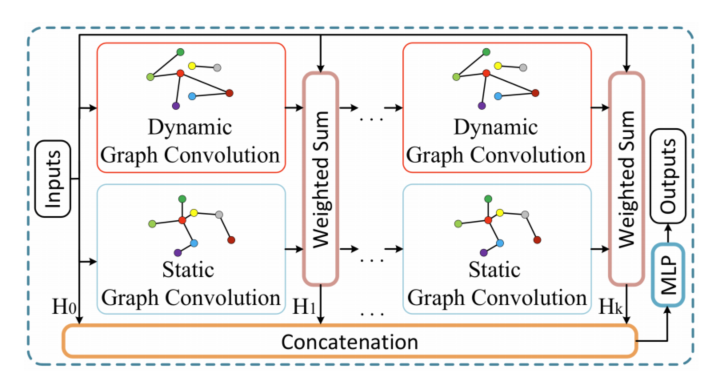 Inputs
Dynamic
Graph Convolution
Static
Graph Convolution
Weighted Sum
. . .
. . .
Dynamic
Graph Convolution
Static
Graph Convolution
Weighted Sum
H0
H1
. . .
Hk
Concatenation
MLP
Outputs